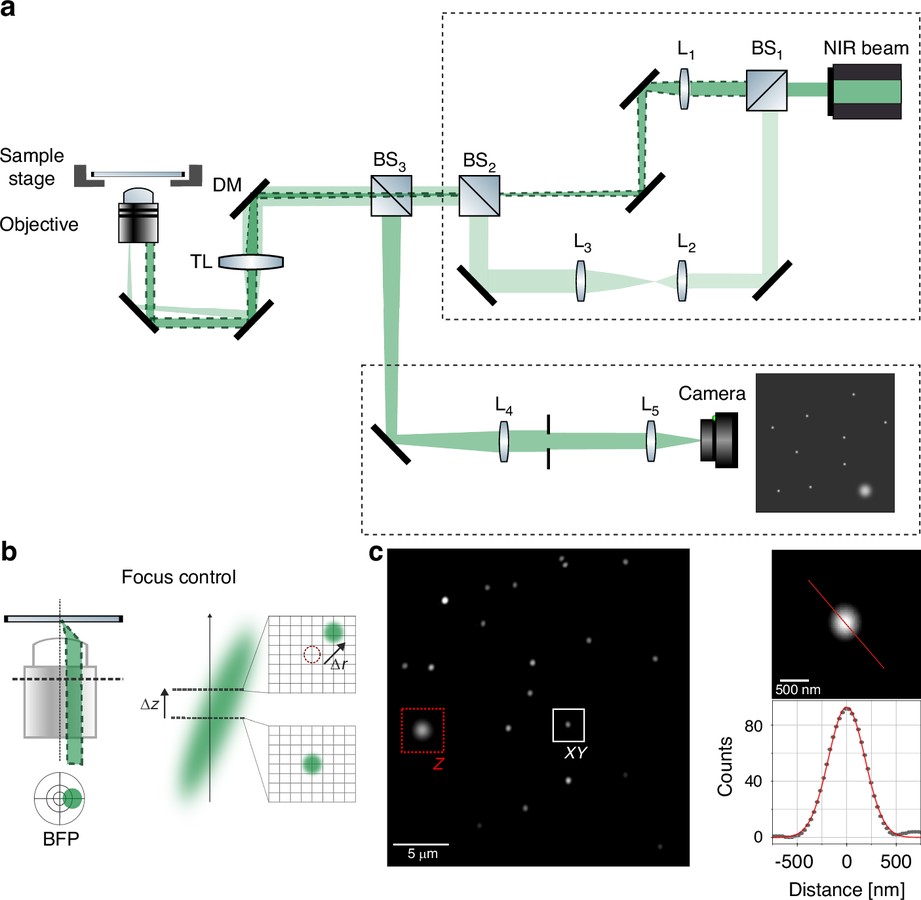 a
L1
BS1
NIR beam
Sample
stage
DM
BS3
BS2
Objective
TL
L3
L2
L4
L5
Camera
b
Focus control
Δr
Δz
BFP
c
Z
XY
5 μm
500 nm
Counts
80
40
0
-500
0
500
Distance [nm]